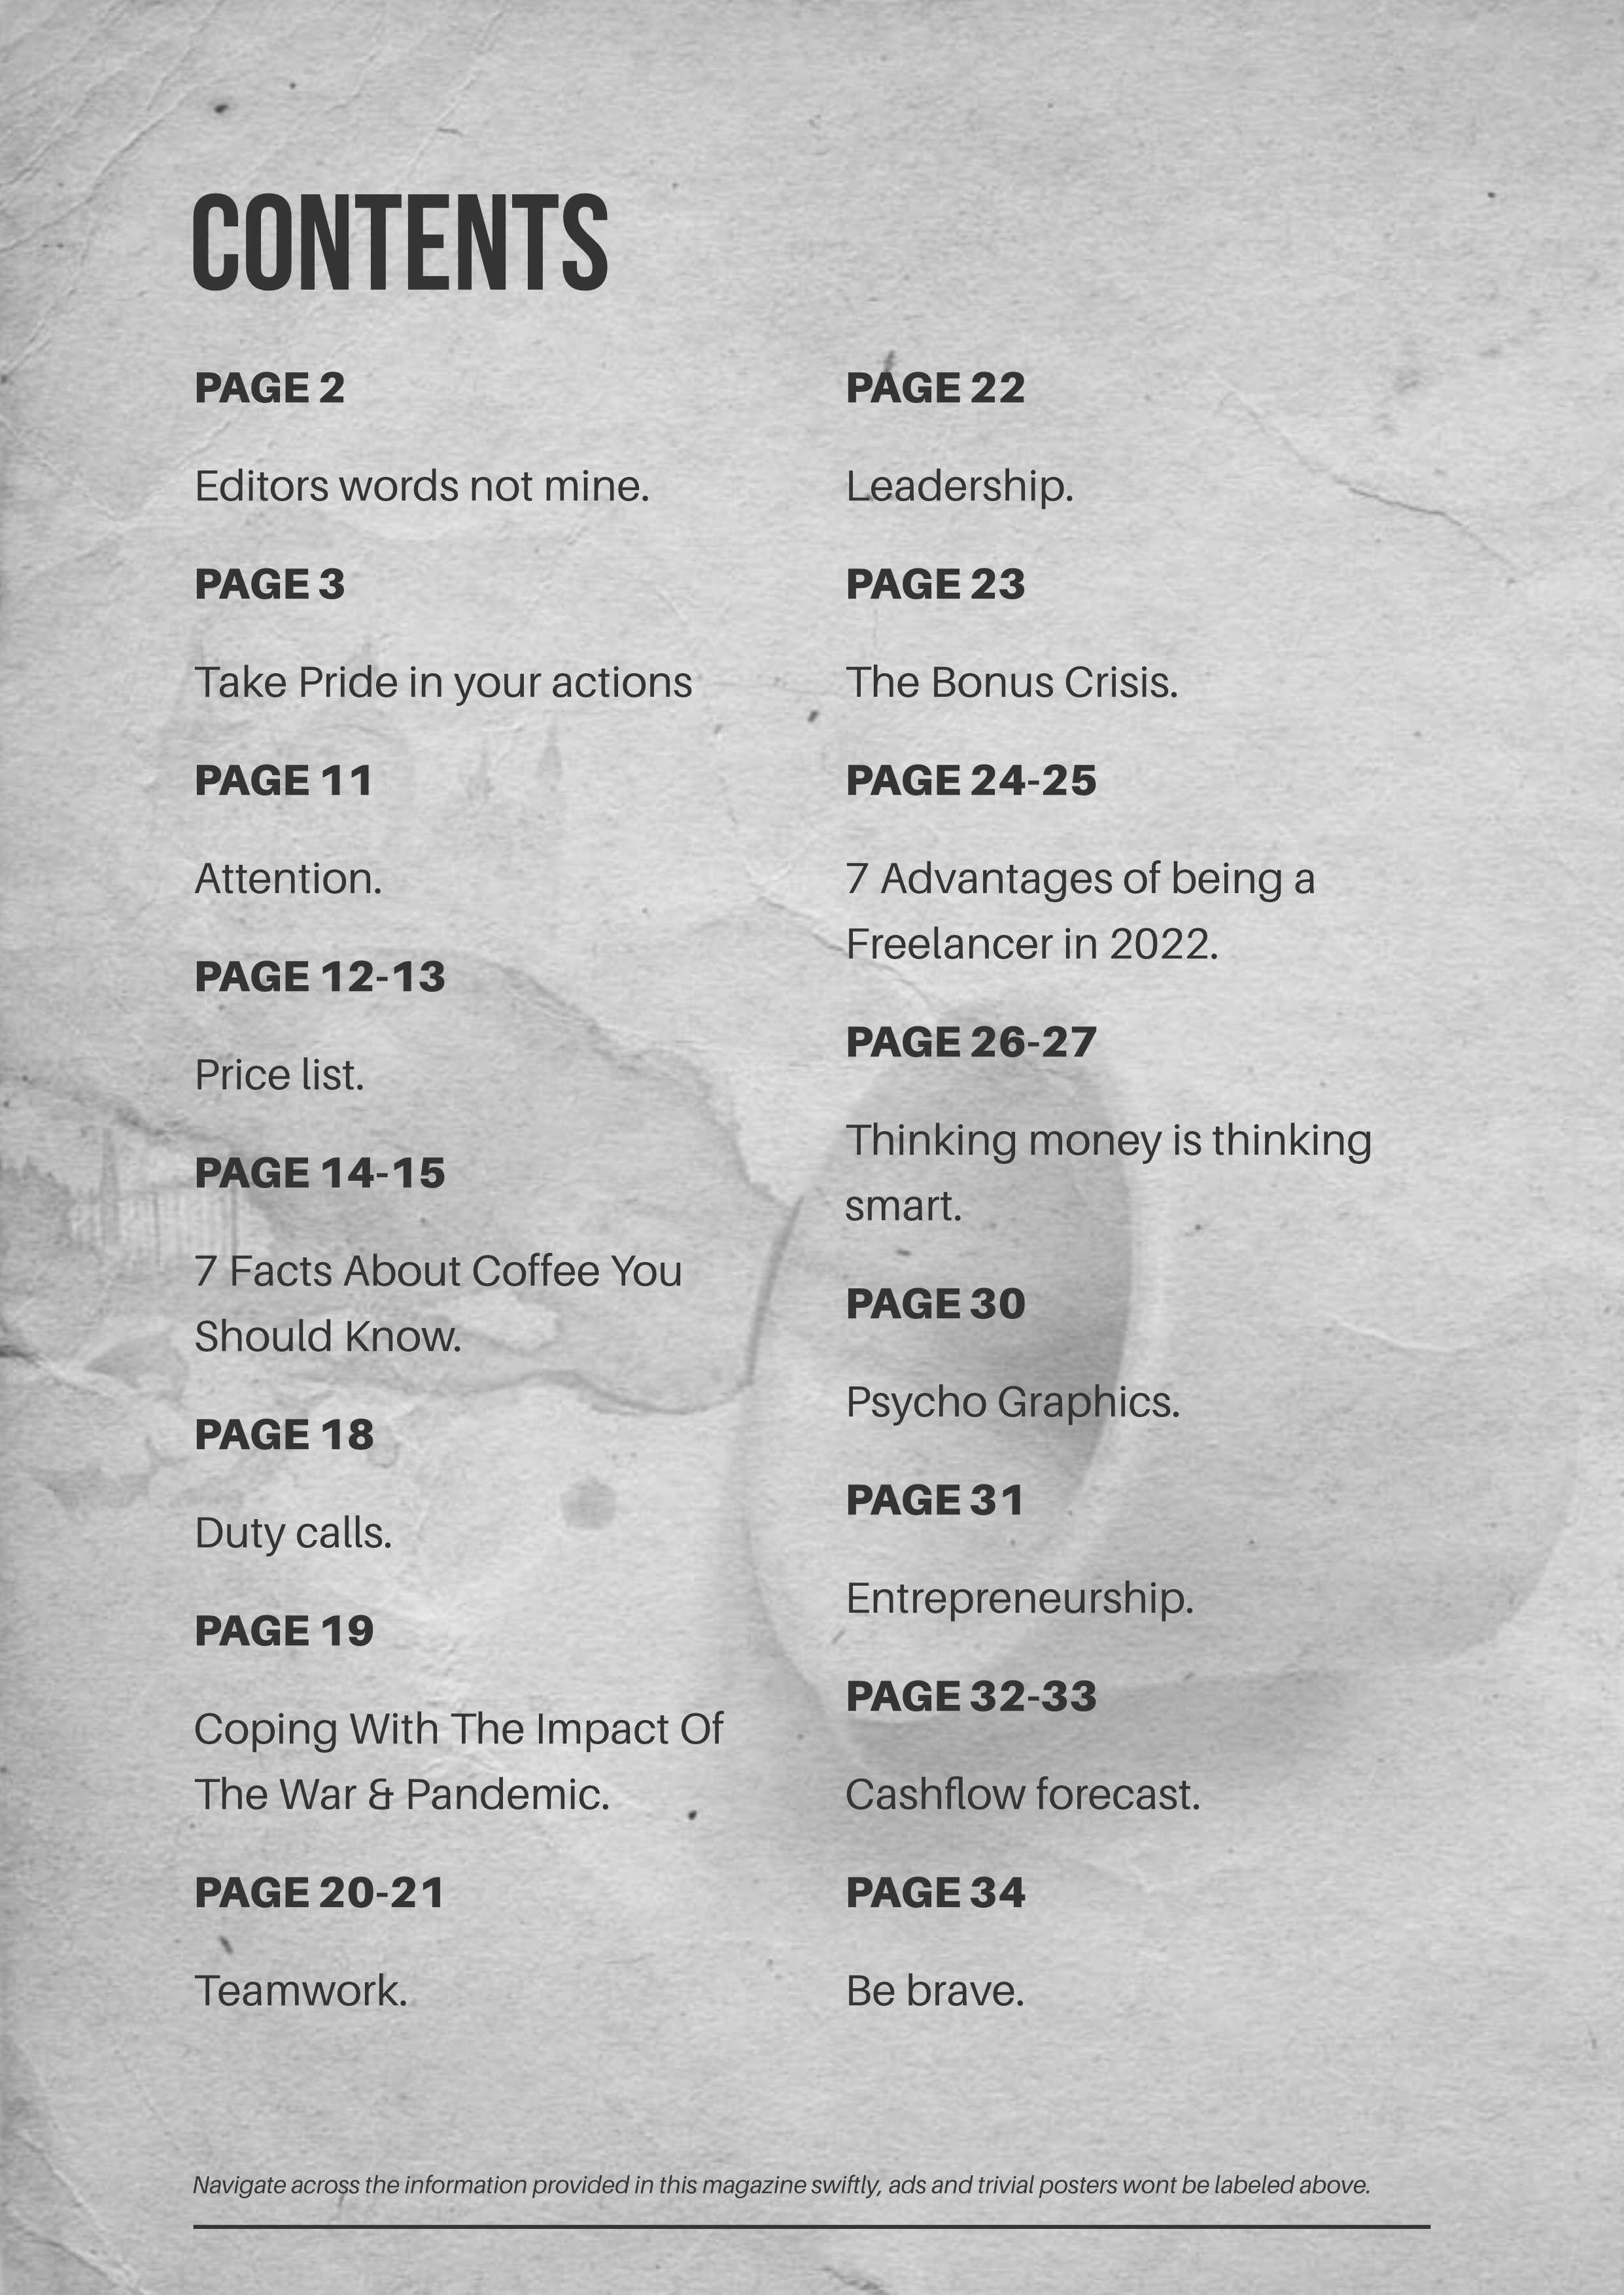 CONTENTS
PAGE 2
Editors words not mine.
PAGE 3
Take Pride in your actions
PAGE 11
Attention.
PAGE 12-13
Price list.
PAGE 14-15
7 Facts About Coffee You
Should Know.
PAGE 18
Duty calls.
PAGE 19
Coping With The Impact Of
The War & Pandemic.
PAGE 20-21
Teamwork.
PAGE 22
Leadership.
PAGE 23
The Bonus Crisis.
PAGE 24-25
7 Advantages of being a
Freelancer in 2022.
PAGE 26-27
Thinking money is thinking
smart.
PAGE 30
Psycho Graphics.
PAGE 31
Entrepreneurship.
PAGE 32-33
Cashflow forecast.
PAGE 34
Be brave.
Navigate across the information provided in this magazine swiftly, ads and trivial posters wont be labeled above.